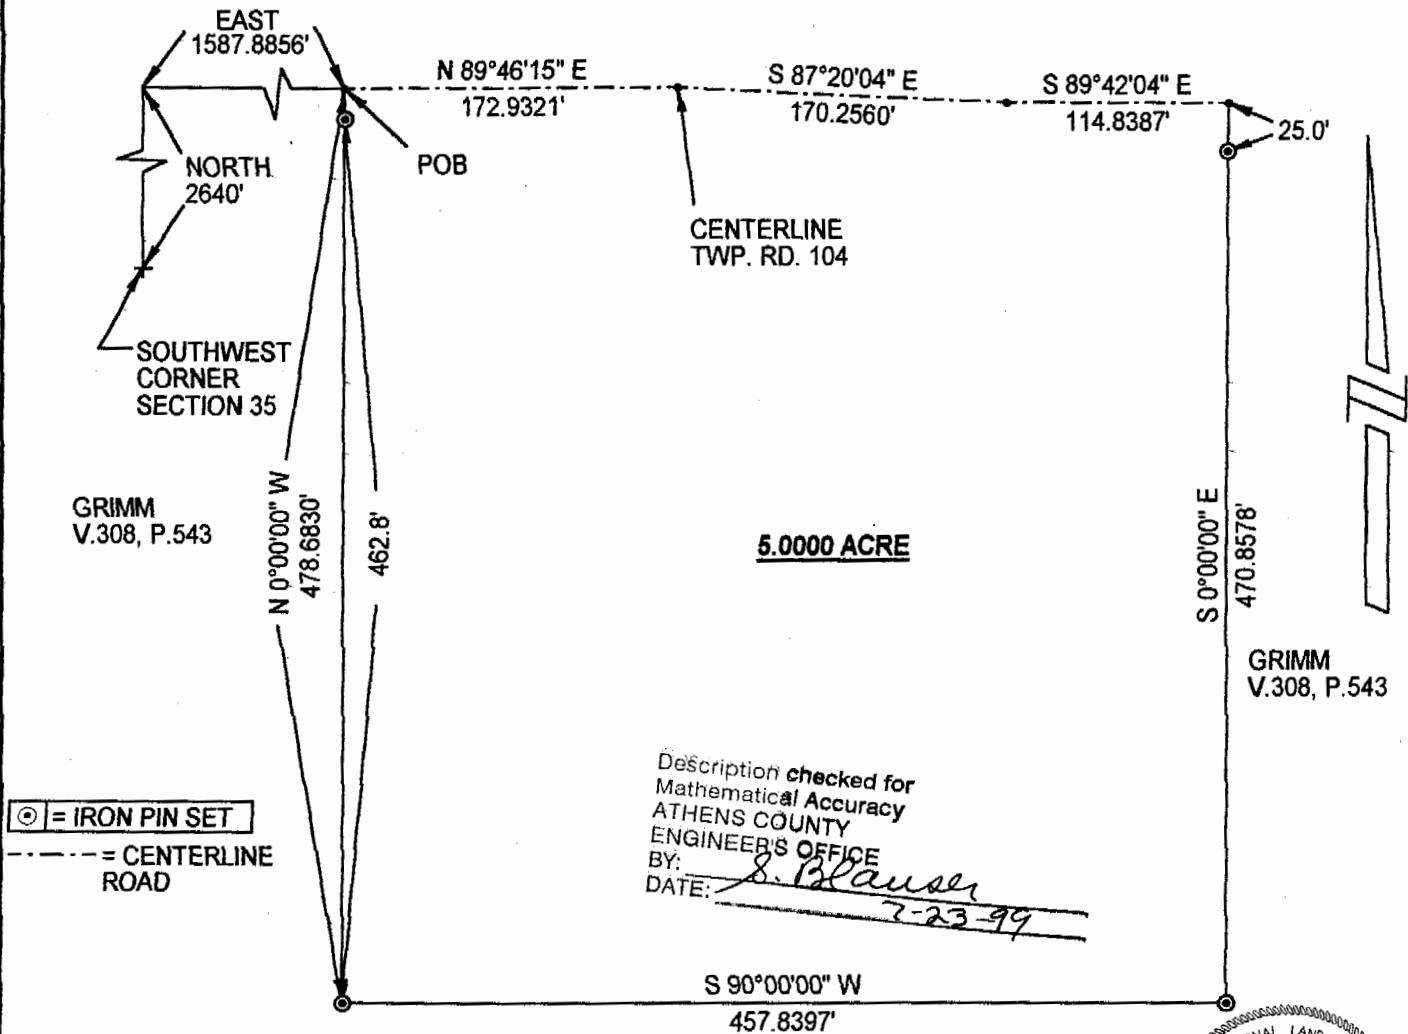 EAST
1587.8856'
N 89°46'15" E
172.9321'
S 87°20'04" E
170.2560'
S 89°42'04" E
114.8387'
25.0'
NORTH
2640'
POB
CENTERLINE
TWP. RD. 104
SOUTHWEST
CORNER
SECTION 35
GRIMM
V.308, P.543
N 0°00'00" W
478.6830'
462.8'
5.0000 ACRE
S 0°00'00" E
470.8578'
GRIMM
V.308, P.543
= IRON PIN SET
= CENTERLINE
ROAD
Description checked for
Mathematical Accuracy
ATHENS COUNTY
ENGINEER'S OFFICE
BY: S. Blauser
DATE: 7-23-99
S 90°00'00" W
457.8397'